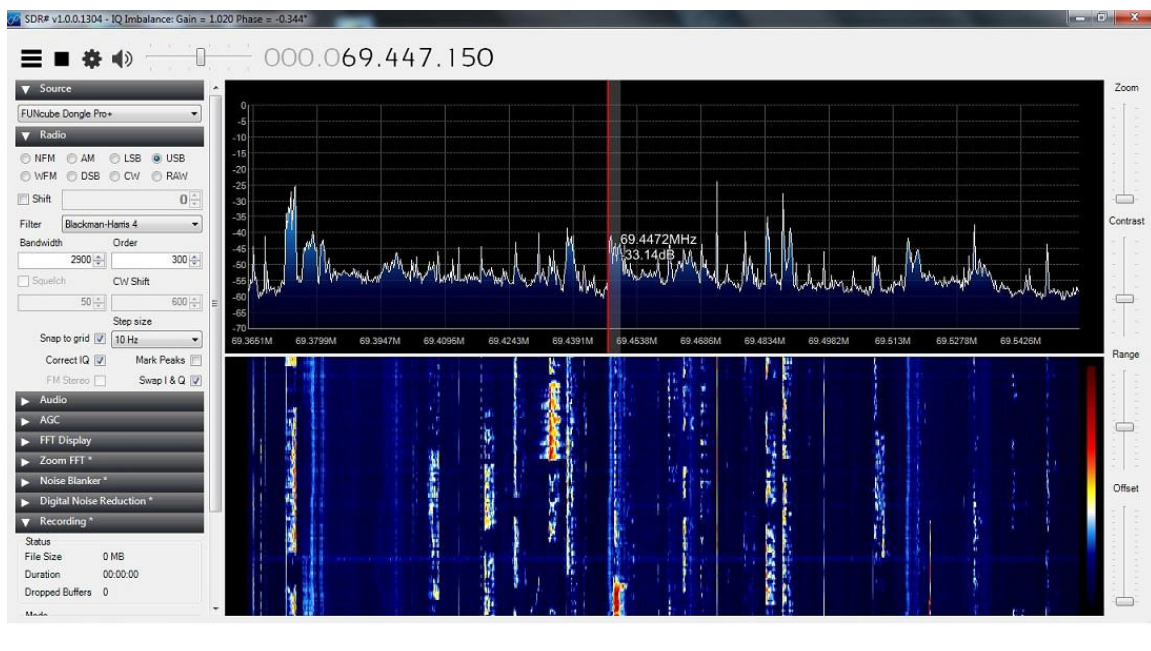 SDR# v1.0.0.1304 - IQ Imbalance: Gain = 1.020 Phase = -0.344°
000.069.447.150
Source
FUNcube Dongle Pro+
Radio
NFM AM LSB USB
WFM DSB CW RAW
Shift 0
Filter Blackman-Harris 4
Bandwidth Order
2900 300
Squelch CW Shift
50 600
Step size
Snap to grid 10 Hz
Correct IQ Mark Peaks
FM Stereo Swap I & Q
Audio
AGC
FFT Display
Zoom FFT *
Noise Blanker *
Digital Noise Reduction *
Recording *
Status
File Size 0 MB
Duration 00:00:00
Dropped Buffers 0
Mode
0
-5
-10
-15
-20
-25
-30
-35
-40
-45
-50
-55
-60
-65
-70
69.4472MHz
-33.14dB
69.3651M 69.3799M 69.3947M 69.4095M 69.4243M 69.4391M 69.4538M 69.4686M 69.4834M 69.4982M 69.513M 69.5278M 69.5426M
Zoom
Contrast
Range
Offset